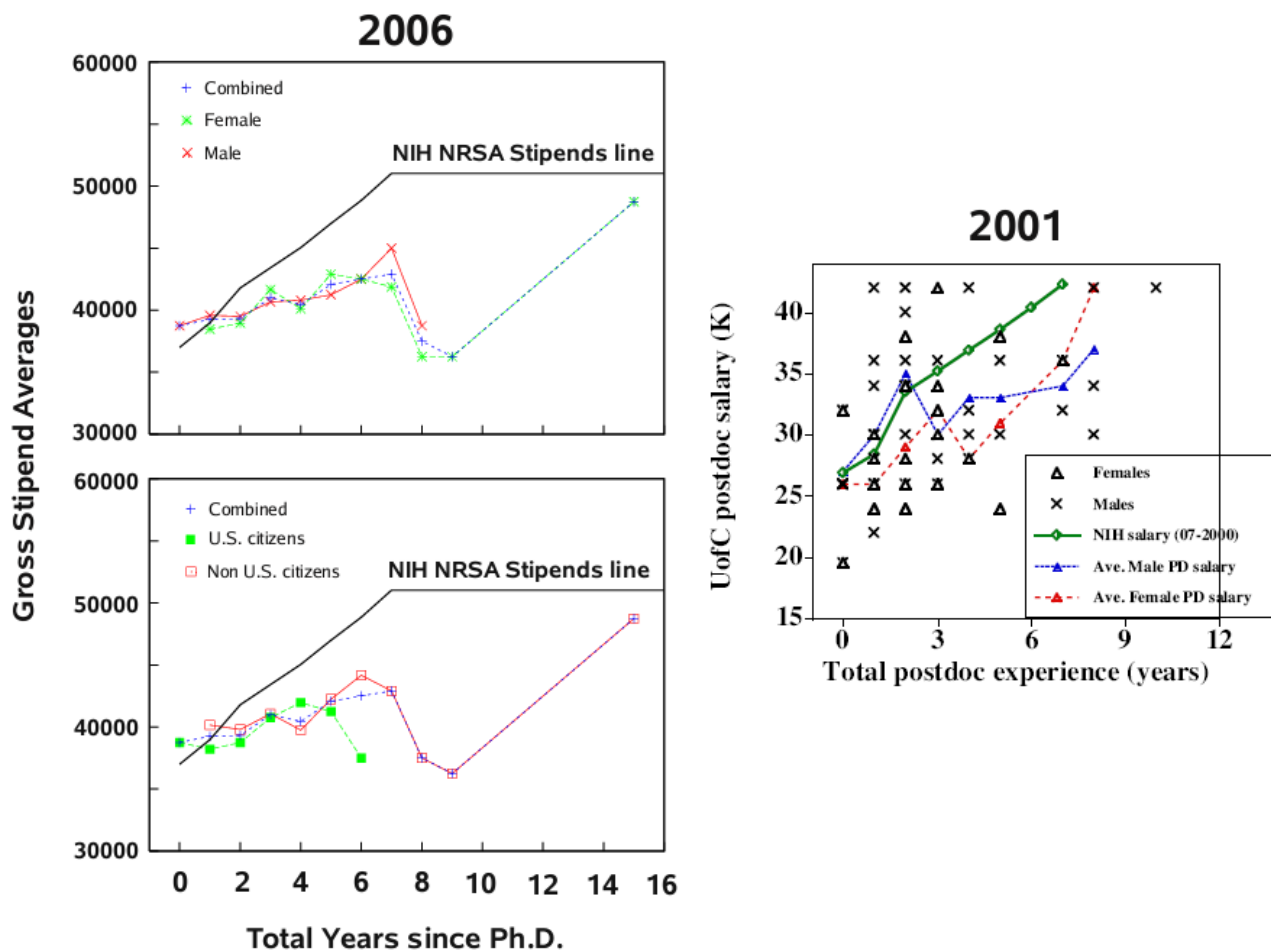 2006
Gross Stipend Averages
60000
50000
40000
30000
Combined
Female
Male
NIH NRSA Stipends line
60000
50000
40000
30000
Combined
U.S. citizens
Non U.S. citizens
NIH NRSA Stipends line
0 2 4 6 8 10 12 14 16
Total Years since Ph.D.
2001
UofC postdoc salary (K)
40
35
30
25
20
15
Females
Males
NIH salary (07-2000)
Ave. Male PD salary
Ave. Female PD salary
0 3 6 9 12
Total postdoc experience (years)